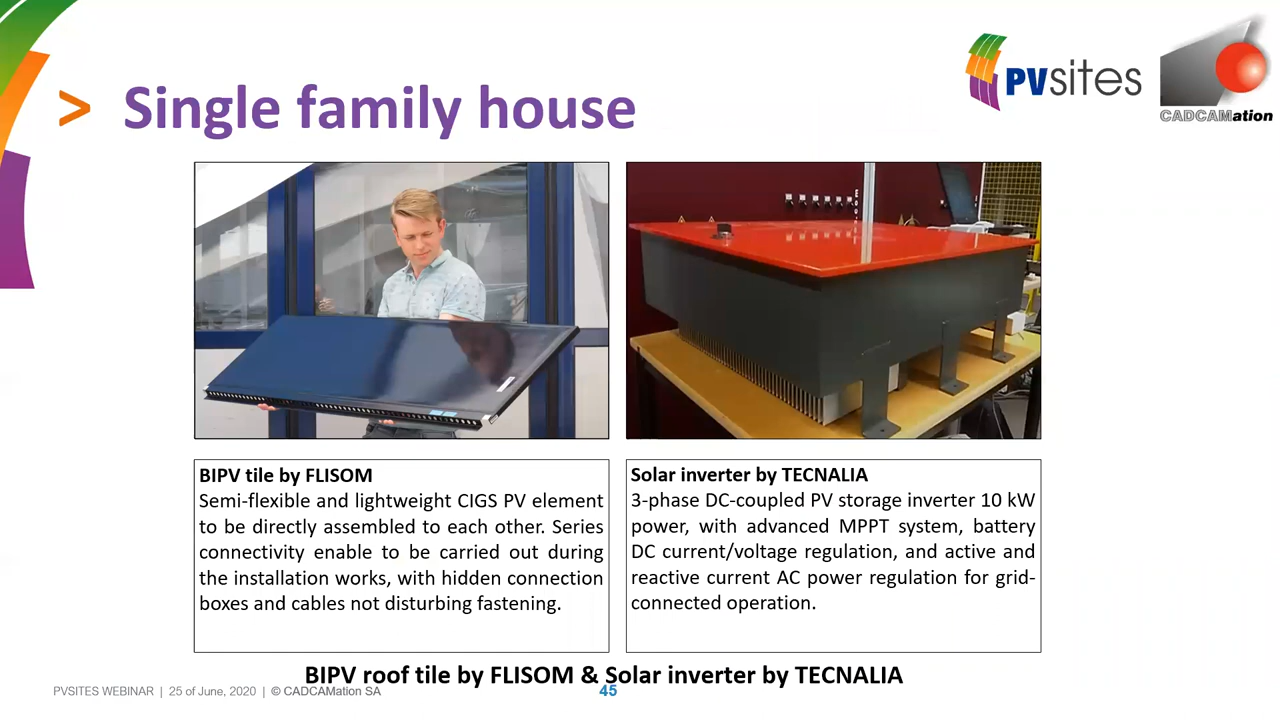 > Single family house
PVsites
CADCAMation
BIPV tile by FLISOM
Semi-flexible and lightweight CIGS PV element
to be directly assembled to each other. Series
connectivity enable to be carried out during
the installation works, with hidden connection
boxes and cables not disturbing fastening.
Solar inverter by TECNALIA
3-phase DC-coupled PV storage inverter 10 kW
power, with advanced MPPT system, battery
DC current/voltage regulation, and active and
reactive current AC power regulation for grid-
connected operation.
BIPV roof tile by FLISOM & Solar inverter by TECNALIA
PVSITES WEBINAR | 25 of June, 2020 | © CADCAMation SA
45